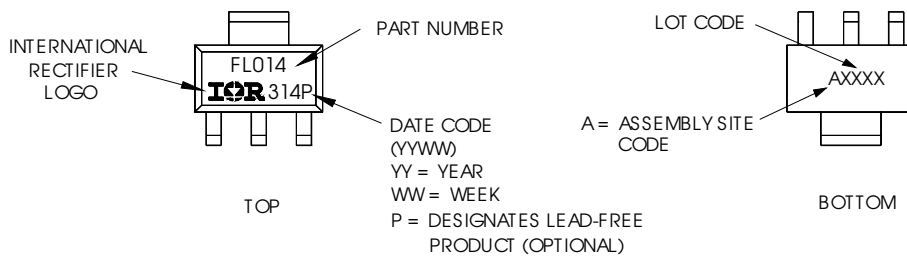 INTERNATIONAL
RECTIFIER
LOGO
PART NUMBER
FL014
IOR 314P
DATE CODE
(YYWW)
YY = YEAR
WW = WEEK
P = DESIGNATES LEAD-FREE
PRODUCT (OPTIONAL)
TOP
LOT CODE
AXXXX
A = ASSEMBLY SITE
CODE
BOTTOM